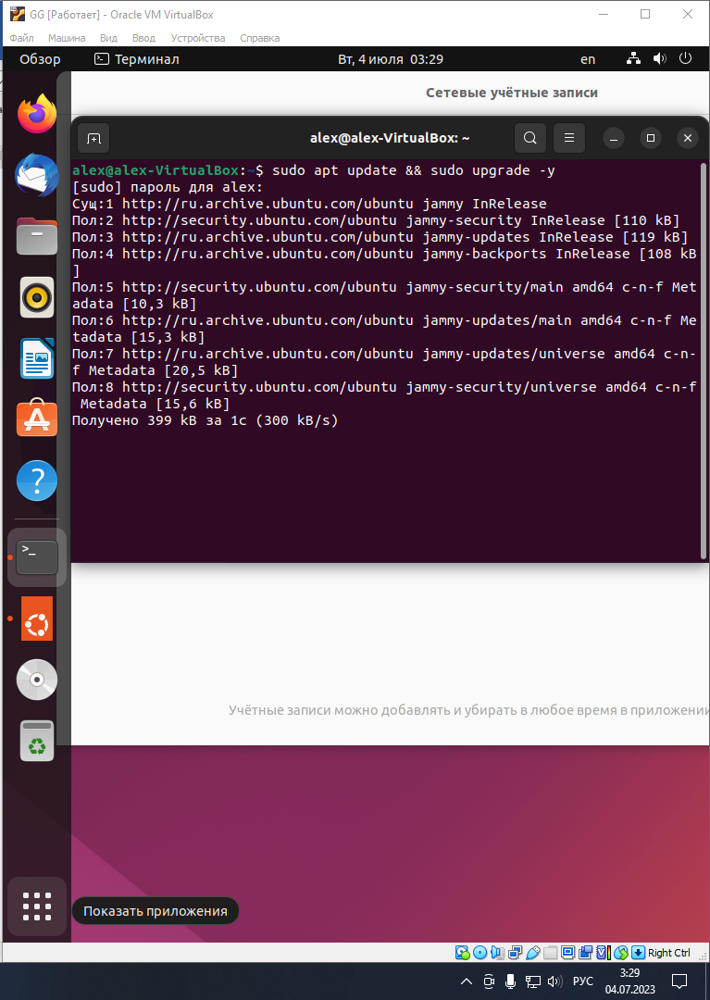 GG [Работает] - Oracle VM VirtualBox
Файл Машина Вид Ввод Устройства Справка
Обзор Терминал Вт, 4 июля 03:29 en
Сетевые учётные записи
alex@alex-VirtualBox: ~
alex@alex-VirtualBox:~$ sudo apt update && sudo upgrade -y
[sudo] пароль для alex:
Сущ:1 http://ru.archive.ubuntu.com/ubuntu jammy InRelease
Пол:2 http://security.ubuntu.com/ubuntu jammy-security InRelease [110 kB]
Пол:3 http://ru.archive.ubuntu.com/ubuntu jammy-updates InRelease [119 kB]
Пол:4 http://ru.archive.ubuntu.com/ubuntu jammy-backports InRelease [108 kB
]
Пол:5 http://security.ubuntu.com/ubuntu jammy-security/main amd64 c-n-f Met
adata [10,3 kB]
Пол:6 http://ru.archive.ubuntu.com/ubuntu jammy-updates/main amd64 c-n-f Me
tadata [15,3 kB]
Пол:7 http://ru.archive.ubuntu.com/ubuntu jammy-updates/universe amd64 c-n-
f Metadata [20,5 kB]
Пол:8 http://security.ubuntu.com/ubuntu jammy-security/universe amd64 c-n-f
 Metadata [15,6 kB]
Получено 399 kB за 1с (300 kB/s)
Учётные записи можно добавлять и убирать в любое время в приложении
Показать приложения
Right Ctrl
РУС
3:29
04.07.2023